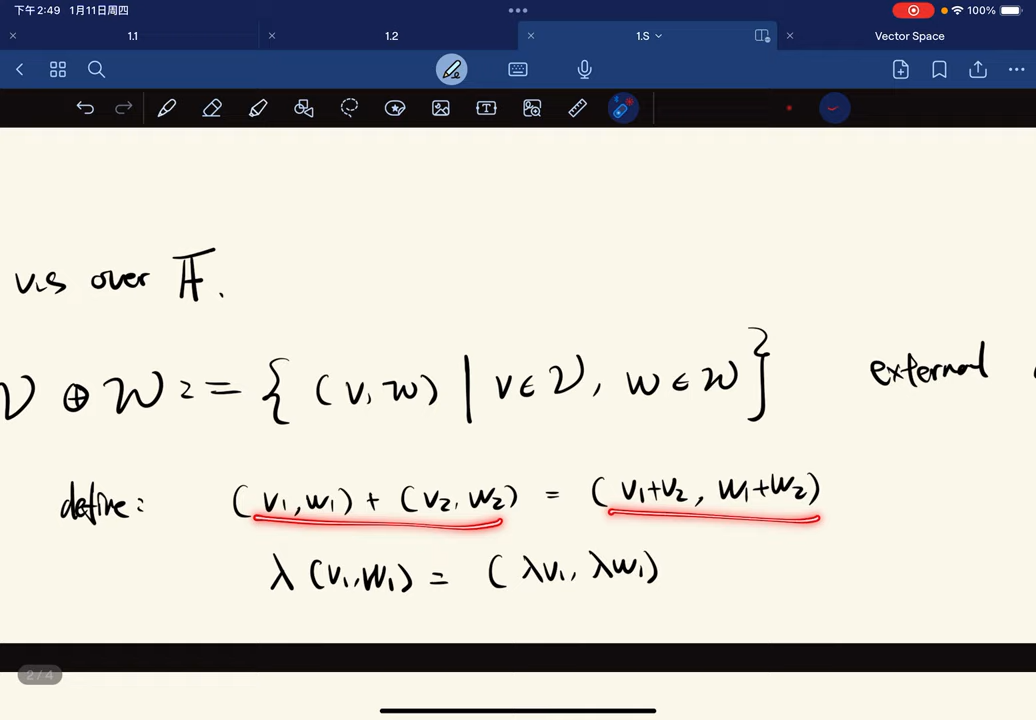 下午 2:49 1月11日周四
100%
1.1
1.2
1.S
Vector Space
v.s over 𝔽.
V ⊕ W := { (v, w) | v ∈ V, w ∈ W } external
define: (v₁, w₁) + (v₂, w₂) = (v₁+v₂, w₁+w₂)
λ (v₁, w₁) = (λv₁, λw₁)
2 / 4